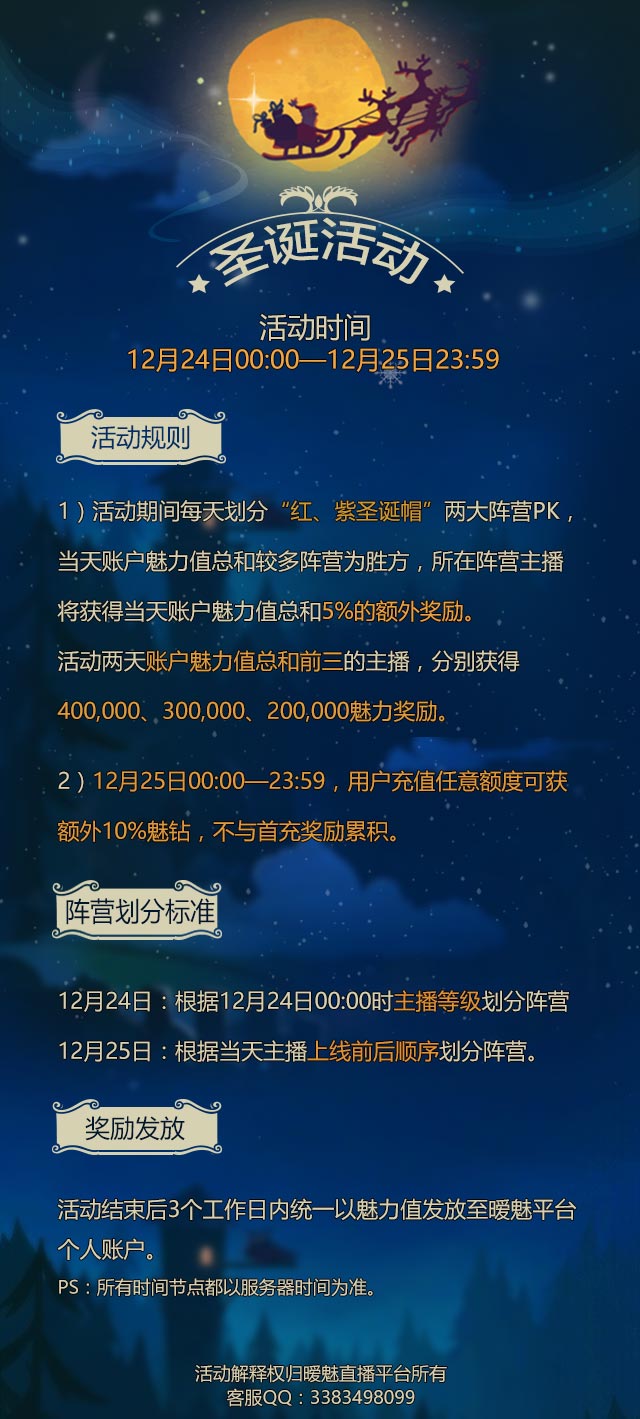 圣诞活动
活动时间
12月24日00:00—12月25日23:59
活动规则
1）活动期间每天划分“红、紫圣诞帽”两大阵营PK，
当天账户魅力值总和较多阵营为胜方，所在阵营主播
将获得当天账户魅力值总和5%的额外奖励。
活动两天账户魅力值总和前三的主播，分别获得
400,000、300,000、200,000魅力奖励。
2）12月25日00:00—23:59，用户充值任意额度可获
额外10%魅钻，不与首充奖励累积。
阵营划分标准
12月24日：根据12月24日00:00时主播等级划分阵营
12月25日：根据当天主播上线前后顺序划分阵营。
奖励发放
活动结束后3个工作日内统一以魅力值发放至暧魅平台
个人账户。
PS：所有时间节点都以服务器时间为准。
活动解释权归暧魅直播平台所有
客服QQ：3383498099